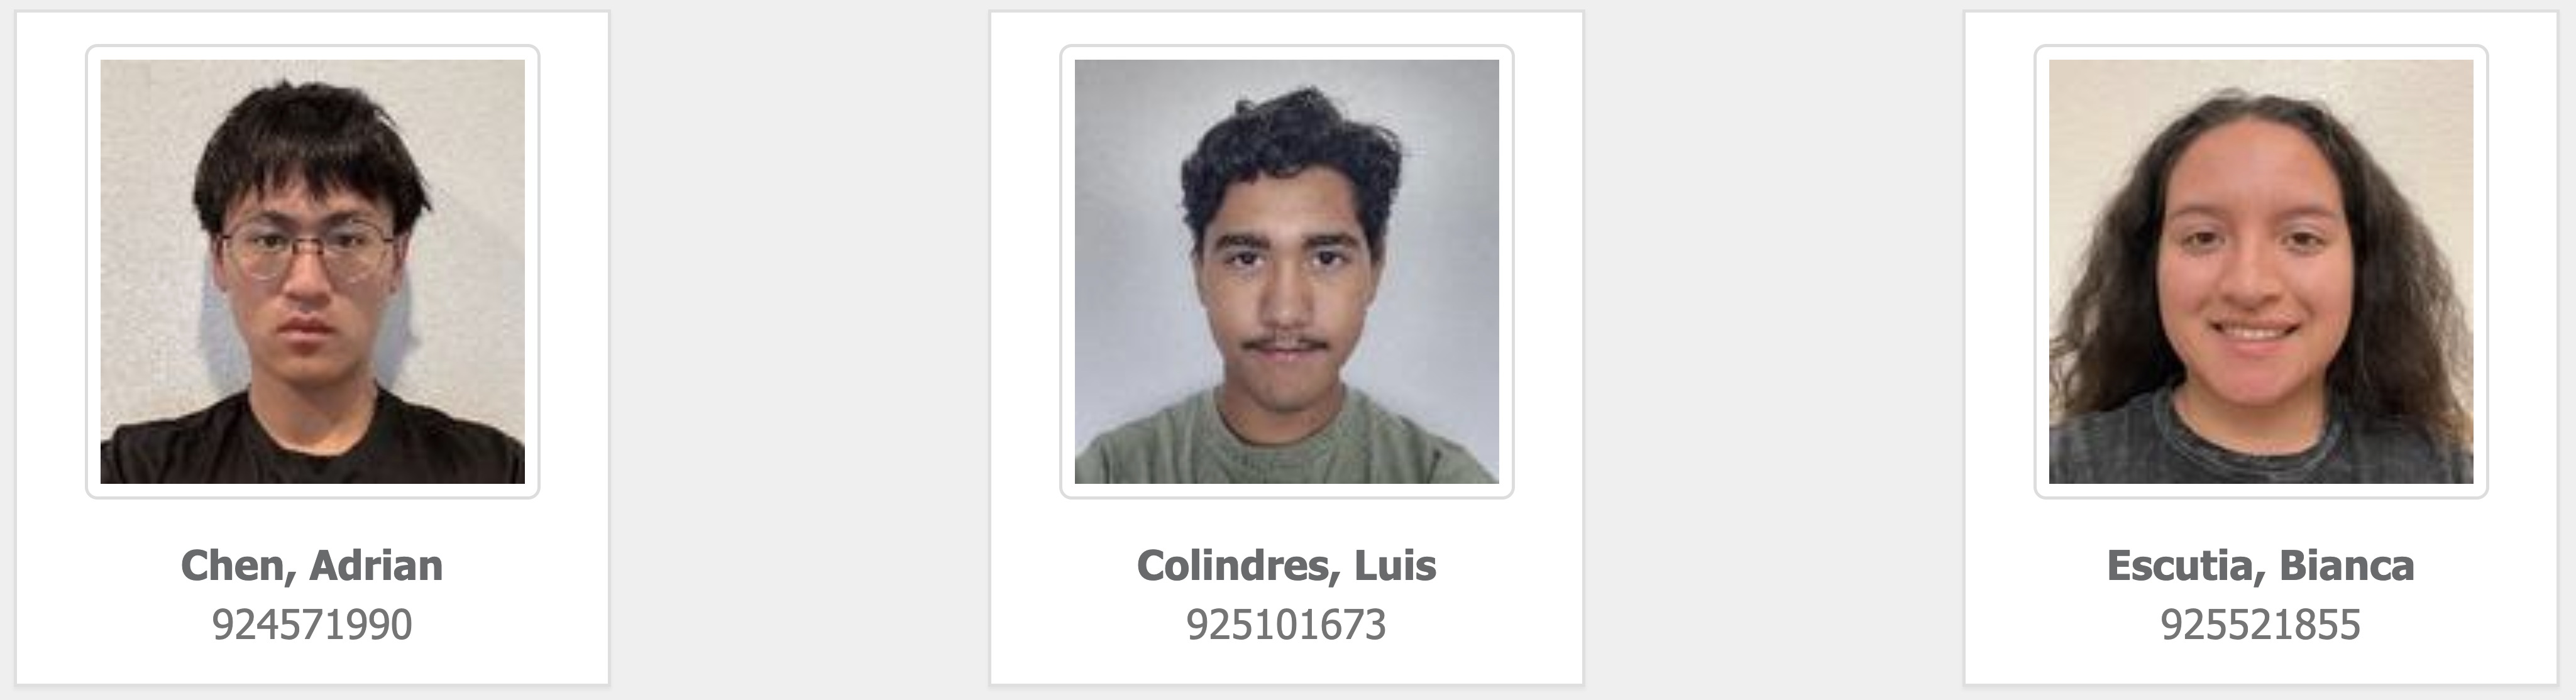 Chen, Adrian
924571990
Colindres, Luis
925101673
Escutia, Bianca
925521855